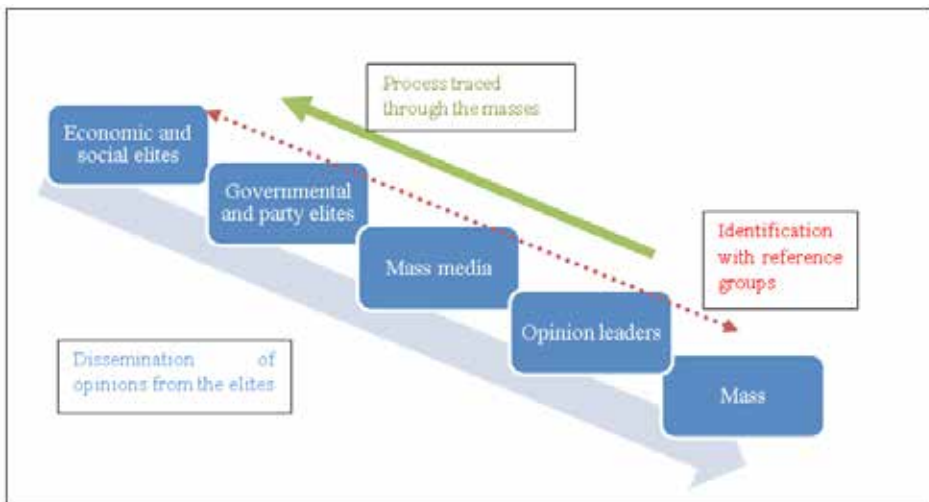 Process traced
through the masses
Economic and
social elites
Governmental
and party elites
Identification
with reference
groups
Mass media
Opinion leaders
Dissemination of
opinions from the elites
Mass